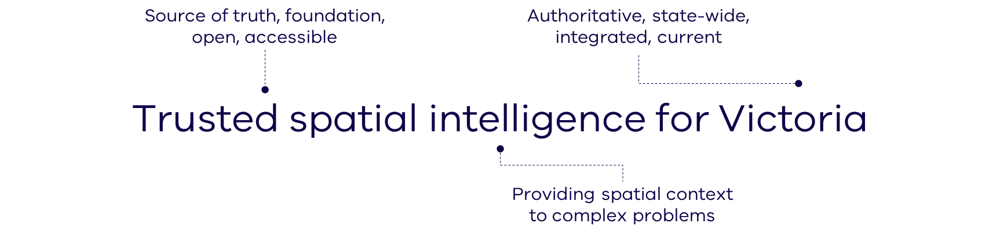 Source of truth, foundation,
open, accessible
Authoritative, state-wide,
integrated, current
Trusted spatial intelligence for Victoria
Providing spatial context
to complex problems